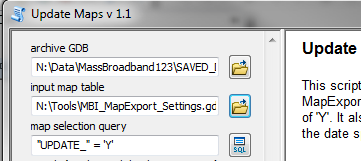 Update Maps v 1.1
archive GDB
N:\Data\MassBroadband123\SAVED_
input map table
N:\Tools\MBI_MapExport_Settings.gd
map selection query
"UPDATE_" = 'Y'
SQL
Update
This script
MapExpor
of 'Y'. It als
the date s